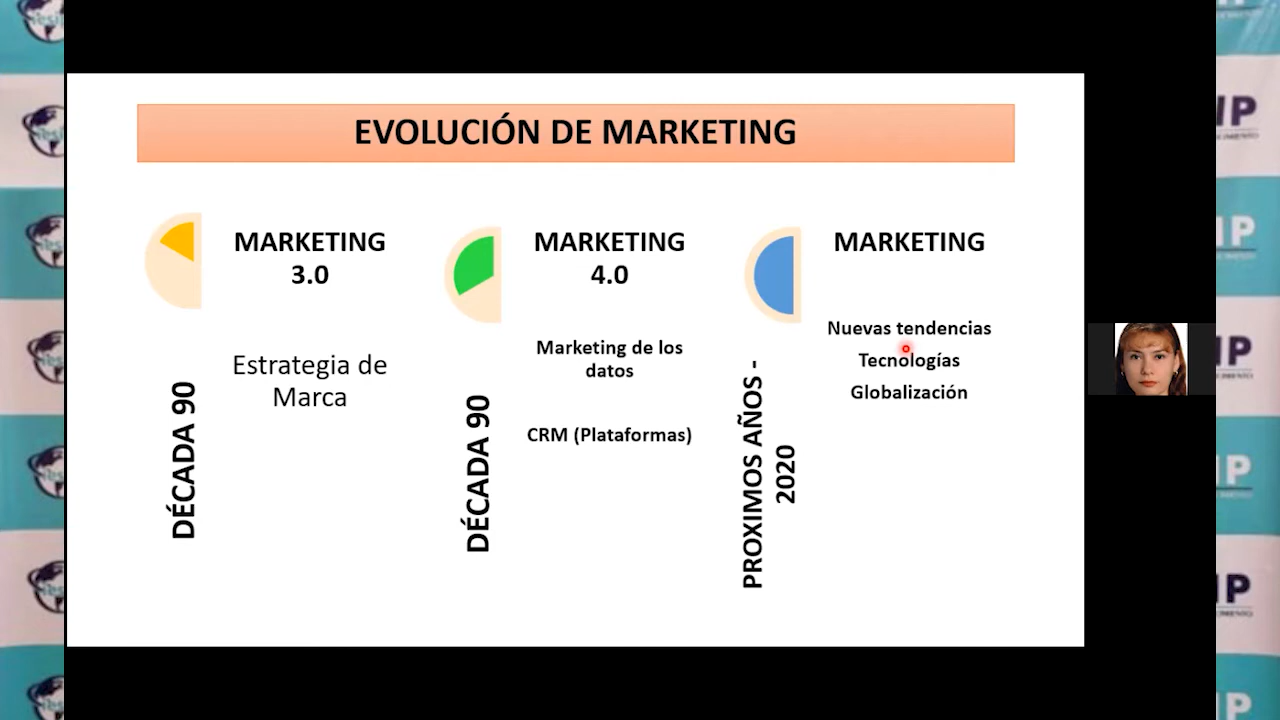 EVOLUCIÓN DE MARKETING
MARKETING
3.0
Estrategia de
Marca
DÉCADA 90
MARKETING
4.0
Marketing de los
datos
CRM (Plataformas)
DÉCADA 90
MARKETING
Nuevas tendencias
Tecnologías
Globalización
PROXIMOS AÑOS -
2020